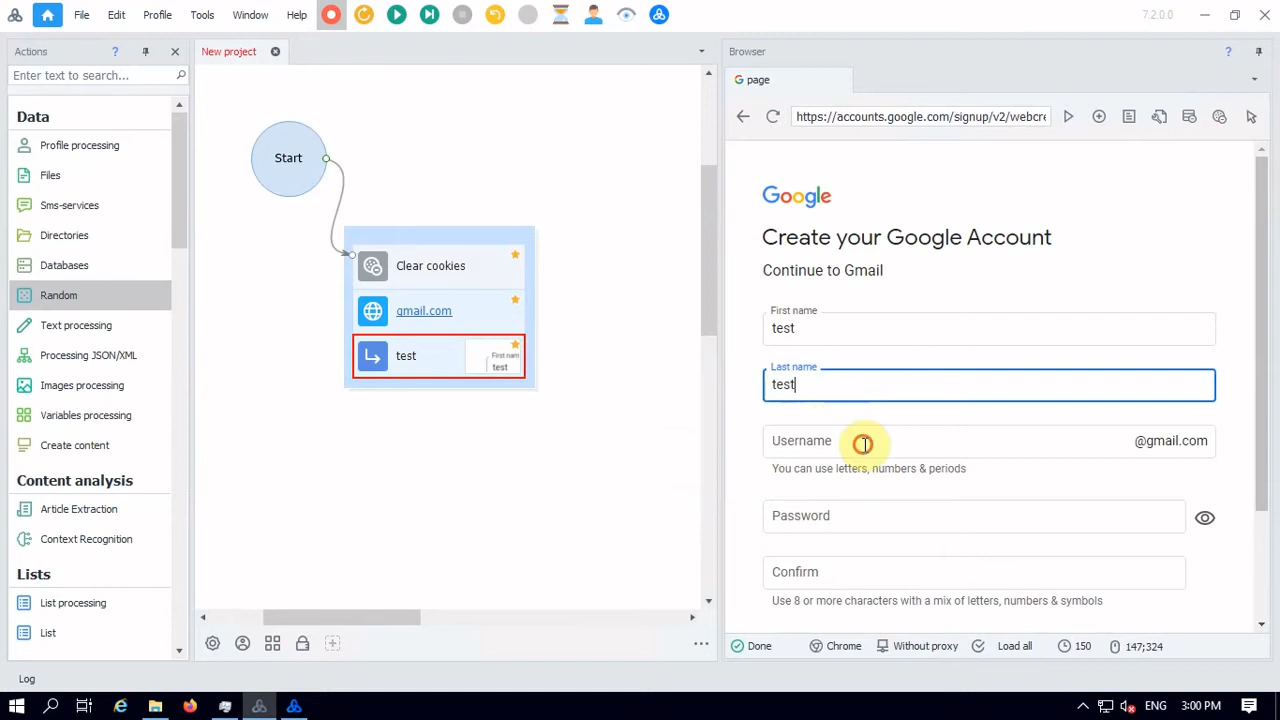 File Edit Profile Tools Window Help 7.2.0.0
Actions ?
Enter text to search...
Data
Profile processing
Files
Sms-services
Directories
Databases
Random
Text processing
Processing JSON/XML
Images processing
Variables processing
Create content
Content analysis
Article Extraction
Context Recognition
Lists
List processing
List
New project
Start
Clear cookies
gmail.com
test
First nam
test
Browser ?
page
https://accounts.google.com/signup/v2/webcre
Google
Create your Google Account
Continue to Gmail
First name
test
Last name
test
Username @gmail.com
You can use letters, numbers & periods
Password
Confirm
Use 8 or more characters with a mix of letters, numbers & symbols
Done Chrome Without proxy Load all 150 147;324
Log
ENG 3:00 PM